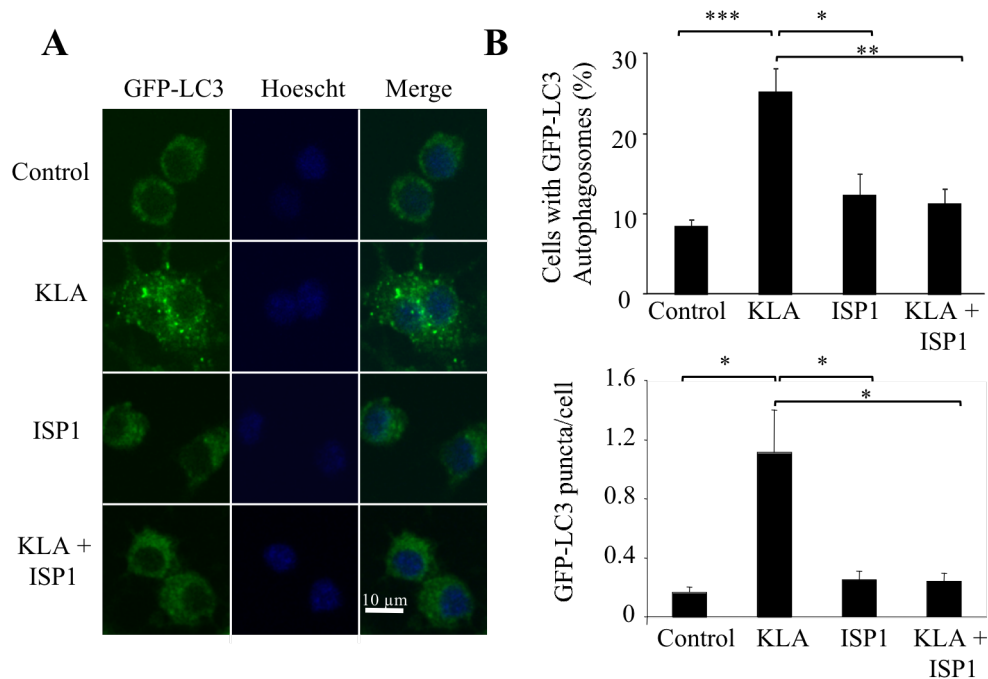 A
GFP-LC3 Hoescht Merge
Control
KLA
ISP1
KLA +
ISP1
10 µm
B
*** *
**
Cells with GFP-LC3
Autophagosomes (%)
30
20
10
0
Control KLA ISP1 KLA +
ISP1
* *
*
GFP-LC3 puncta/cell
1.6
1.2
0.8
0.4
0
Control KLA ISP1 KLA +
ISP1